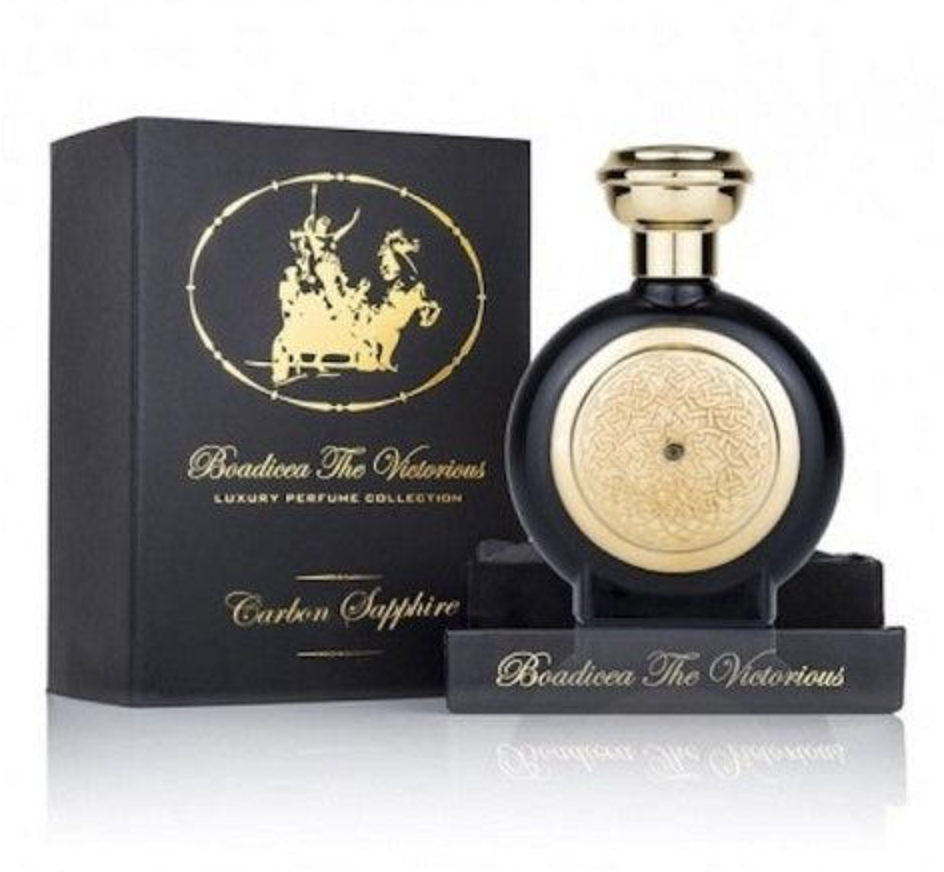 Boadicea The Victorious
LUXURY PERFUME COLLECTION
Carbon Sapphire
Boadicea The Victorious